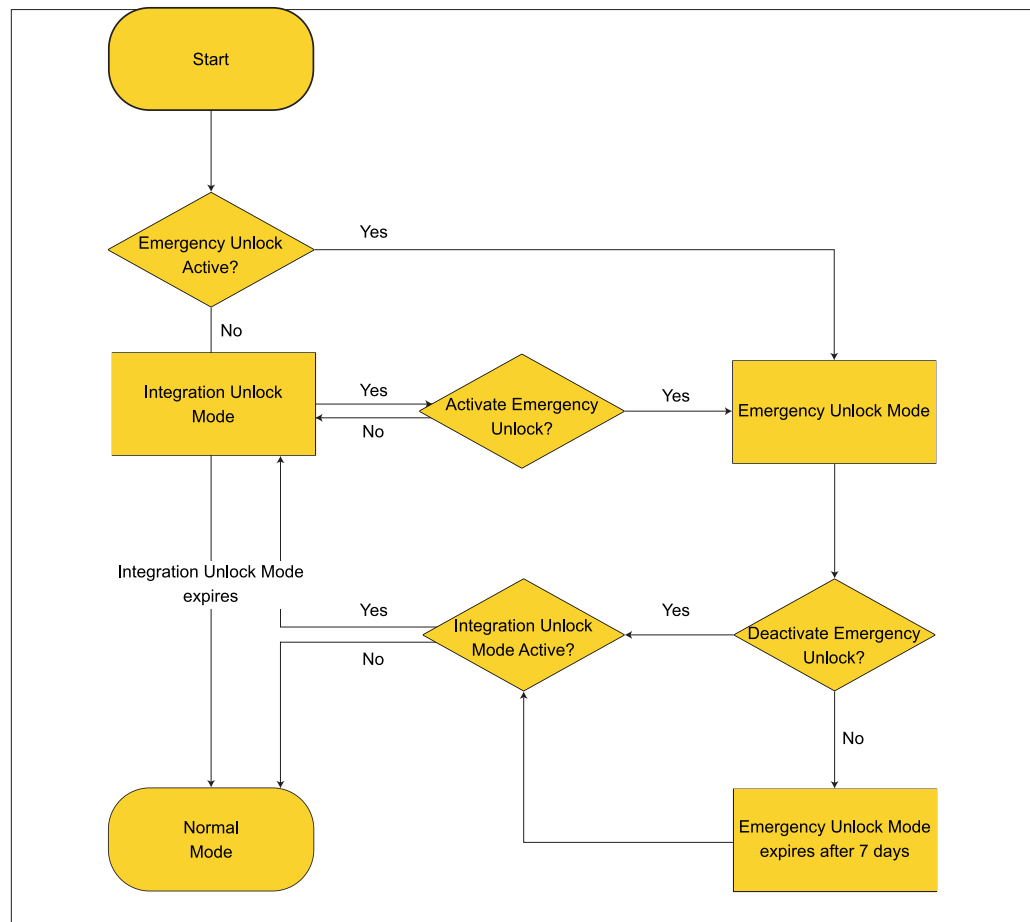 Start
Emergency Unlock
Active?
Yes
No
Integration Unlock
Mode
Yes
No
Activate Emergency
Unlock?
Yes
Emergency Unlock Mode
Integration Unlock Mode
expires
Yes
No
Integration Unlock
Mode Active?
Yes
Deactivate Emergency
Unlock?
No
Normal
Mode
Emergency Unlock Mode
expires after 7 days